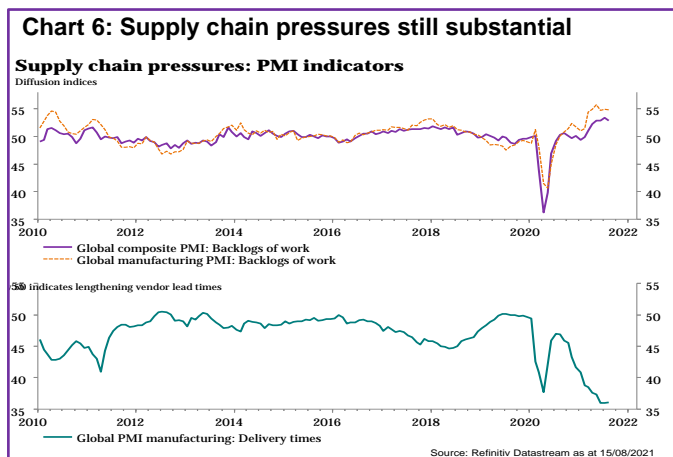 Chart 6: Supply chain pressures still substantial
Supply chain pressures: PMI indicators
Diffusion indices
55 55
50 50
45 45
40 40
35 35
2010 2012 2014 2016 2018 2020 2022
Global composite PMI: Backlogs of work
Global manufacturing PMI: Backlogs of work
50 indicates lengthening vendor lead times
50
45 45
40 40
35 35
2010 2012 2014 2016 2018 2020 2022
Global PMI manufacturing: Delivery times
Source: Refinitiv Datastream as at 15/08/2021